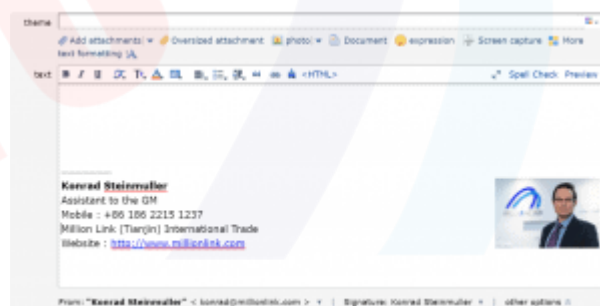 theme
Add attachments | Oversized attachment photo | Document expression Screen capture More
text formatting
text B I U <HTML> Spell Check Preview
Konrad Steinmuller
Assistant to the GM
Mobile : +86 186 2215 1237
Million Link (Tianjin) International Trade
Website : http://www.millionlink.com
From: "Konrad Steinmuller" < konrad@millionlink.com > | Signature: Konrad Steinmuller | other options